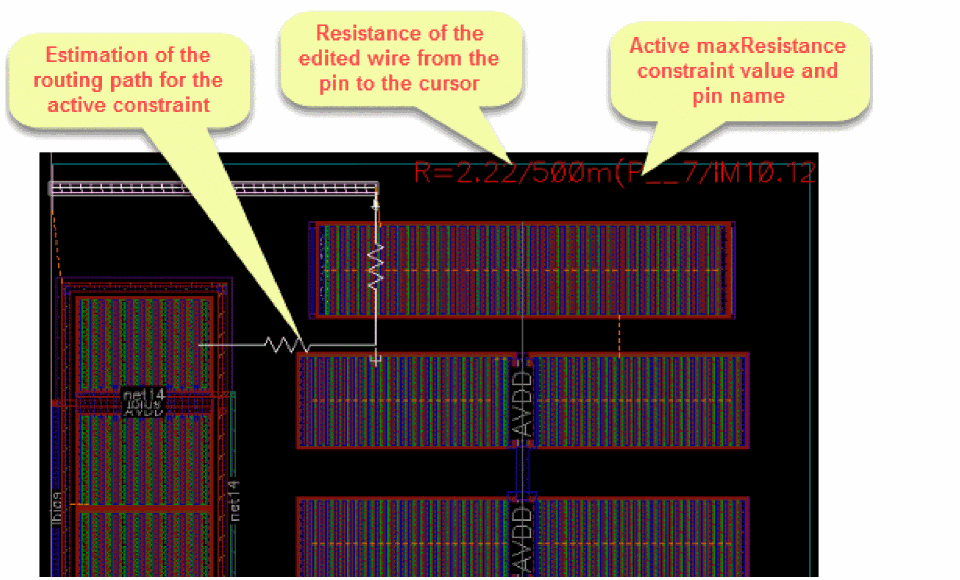 Estimation of the
routing path for the
active constraint
Resistance of the
edited wire from the
pin to the cursor
Active maxResistance
constraint value and
pin name
R=2.22/500m(P__7/IM10.12
net14
Ibius
AVDD
AVDD
net14
AVDD